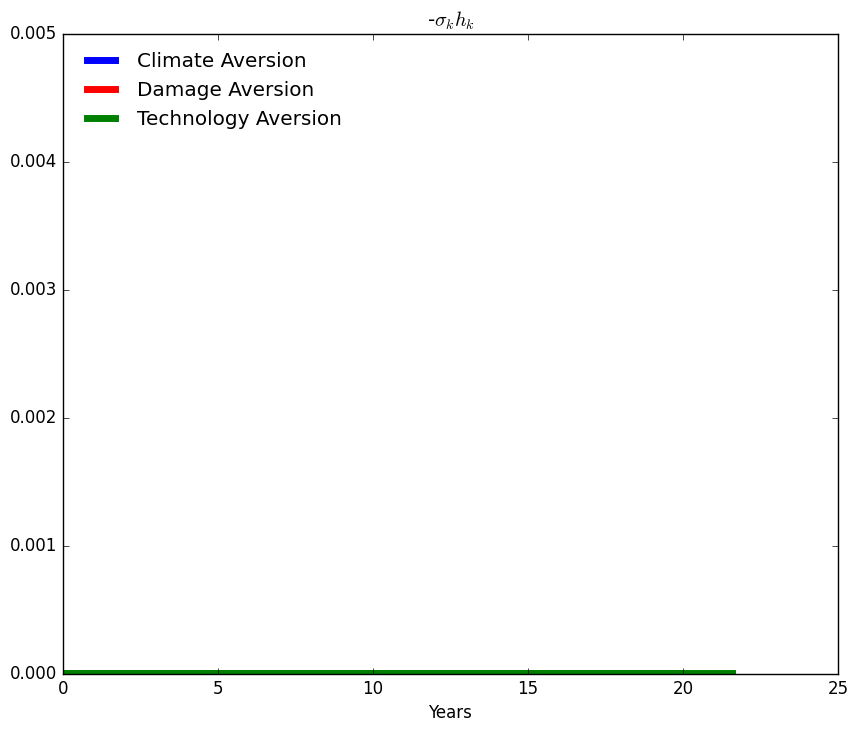 -σₖhₖ
0.005
Climate Aversion
Damage Aversion
Technology Aversion
0.004
0.003
0.002
0.001
0.000
0 5 10 15 20 25
Years